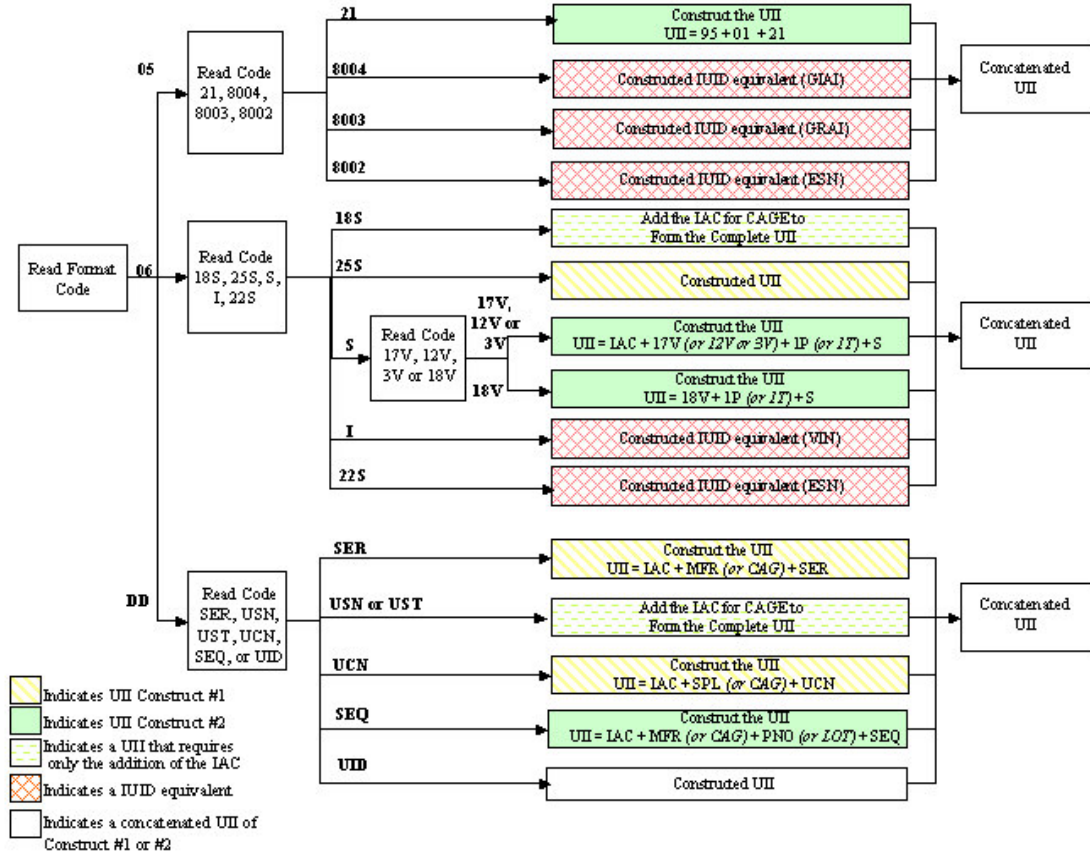 21
Construct the UII
UII = 95 + 01 + 21
05
Read Code
21, 8004,
8003, 8002
8004
Constructed IUID equivalent (GIAI)
Concatenated
UII
8003
Constructed IUID equivalent (GRAI)
8002
Constructed IUID equivalent (ESN)
18S
Add the IAC for CAGE to
Form the Complete UII
Read Format
Code
06
Read Code
18S, 25S, S,
I, 22S
25S
Constructed UII
S
Read Code
17V, 12V,
3V or 18V
17V,
12V or
3V
Construct the UII
UII = IAC + 17V (or 12V or 3V) + 1P (or 1T) + S
Concatenated
UII
18V
Construct the UII
UII = 18V + 1P (or 1T) + S
I
Constructed IUID equivalent (VIN)
22S
Constructed IUID equivalent (ESN)
SER
Construct the UII
UII = IAC + MFR (or CAG) + SER
DD
Read Code
SER, USN,
UST, UCN,
SEQ, or UID
USN or UST
Add the IAC for CAGE to
Form the Complete UII
Concatenated
UII
UCN
Construct the UII
UII = IAC + SPL (or CAG) + UCN
SEQ
Construct the UII
UII = IAC + MFR (or CAG) + PNO (or LOT) + SEQ
UID
Constructed UII
Indicates UII Construct #1
Indicates UII Construct #2
Indicates a UII that requires
only the addition of the IAC
Indicates a IUID equivalent
Indicates a concatenated UII of
Construct #1 or #2